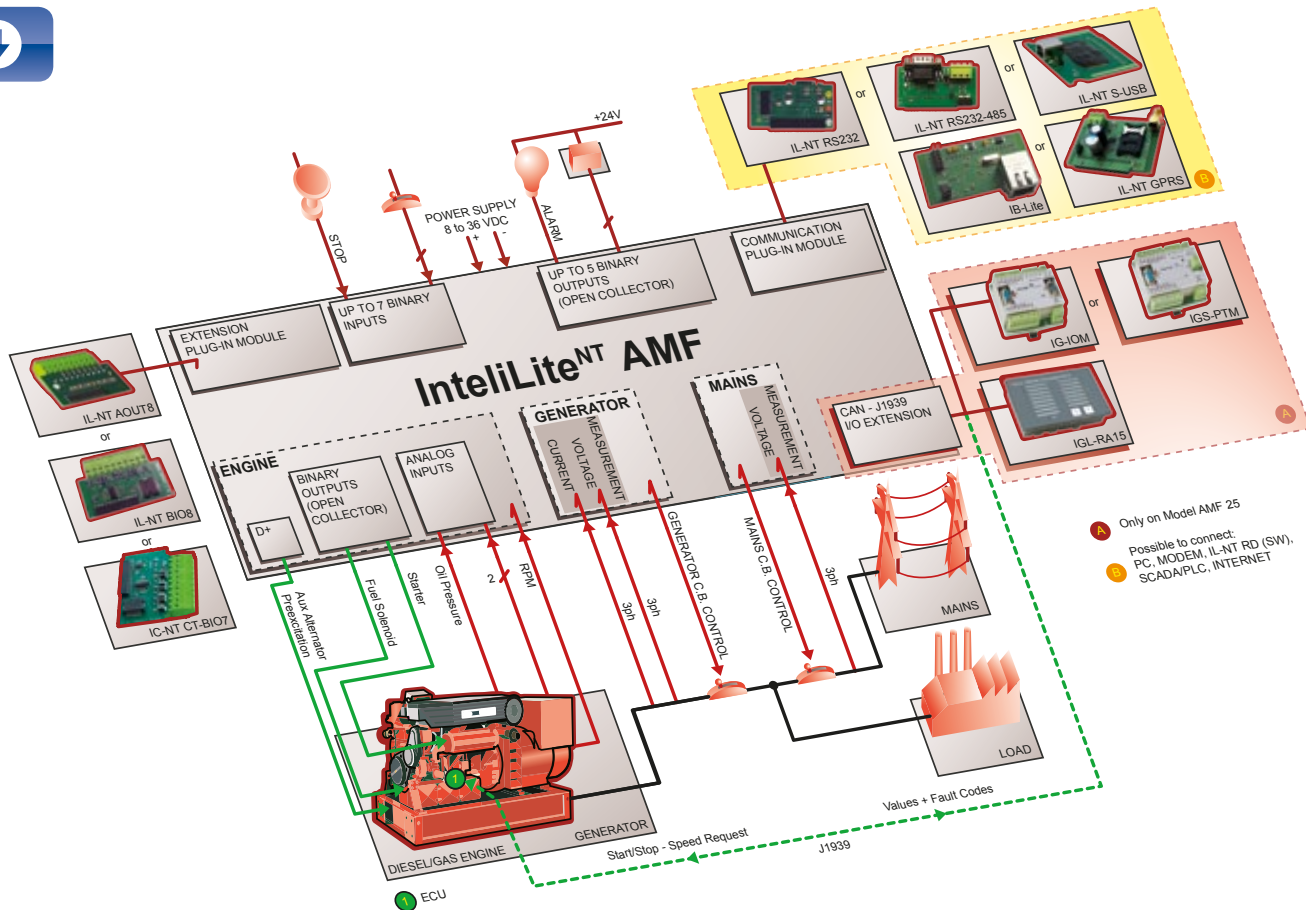 +24V
STOP
POWER SUPPLY
8 to 36 VDC
+ -
ALARM
IL-NT RS232
or
IL-NT RS232-485
or
IL-NT S-USB
IB-Lite
or
IL-NT GPRS
B
EXTENSION
PLUG-IN MODULE
UP TO 7 BINARY
INPUTS
UP TO 5 BINARY
OUTPUTS
(OPEN COLLECTOR)
COMMUNICATION
PLUG-IN MODULE
InteliLiteNT AMF
IG-IOM
or
IGS-PTM
IGL-RA15
A
CAN - J1939
I/O EXTENSION
IL-NT AOUT8
or
IL-NT BIO8
or
IC-NT CT-BIO7
ENGINE
D+
BINARY
OUTPUTS
(OPEN
COLLECTOR)
ANALOG
INPUTS
GENERATOR
CURRENT
VOLTAGE
MEASUREMENT
MAINS
VOLTAGE
MEASUREMENT
Aux Alternator
Preexcitation
Fuel Solenoid
Starter
Oil Pressure
2
RPM
3ph
3ph
GENERATOR C.B. CONTROL
MAINS C.B. CONTROL
3ph
MAINS
LOAD
A Only on Model AMF 25
B Possible to connect:
PC, MODEM, IL-NT RD (SW),
SCADA/PLC, INTERNET
1
GENERATOR
DIESEL/GAS ENGINE
1 ECU
Start/Stop - Speed Request
J1939
Values + Fault Codes